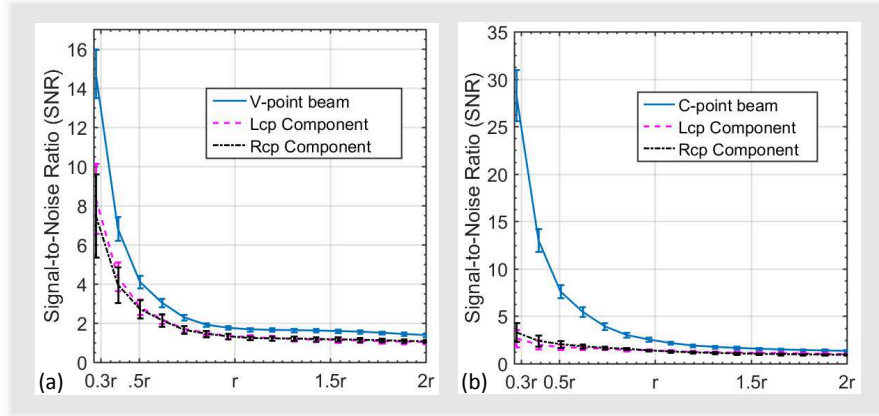 Signal-to-Noise Ratio (SNR)
16
14
12
10
8
6
4
2
0
V-point beam
Lcp Component
Rcp Component
(a)
0.3r .5r r 1.5r 2r
Signal-to-Noise Ratio (SNR)
35
30
25
20
15
10
5
0
C-point beam
Lcp Component
Rcp Component
(b)
0.3r 0.5r r 1.5r 2r